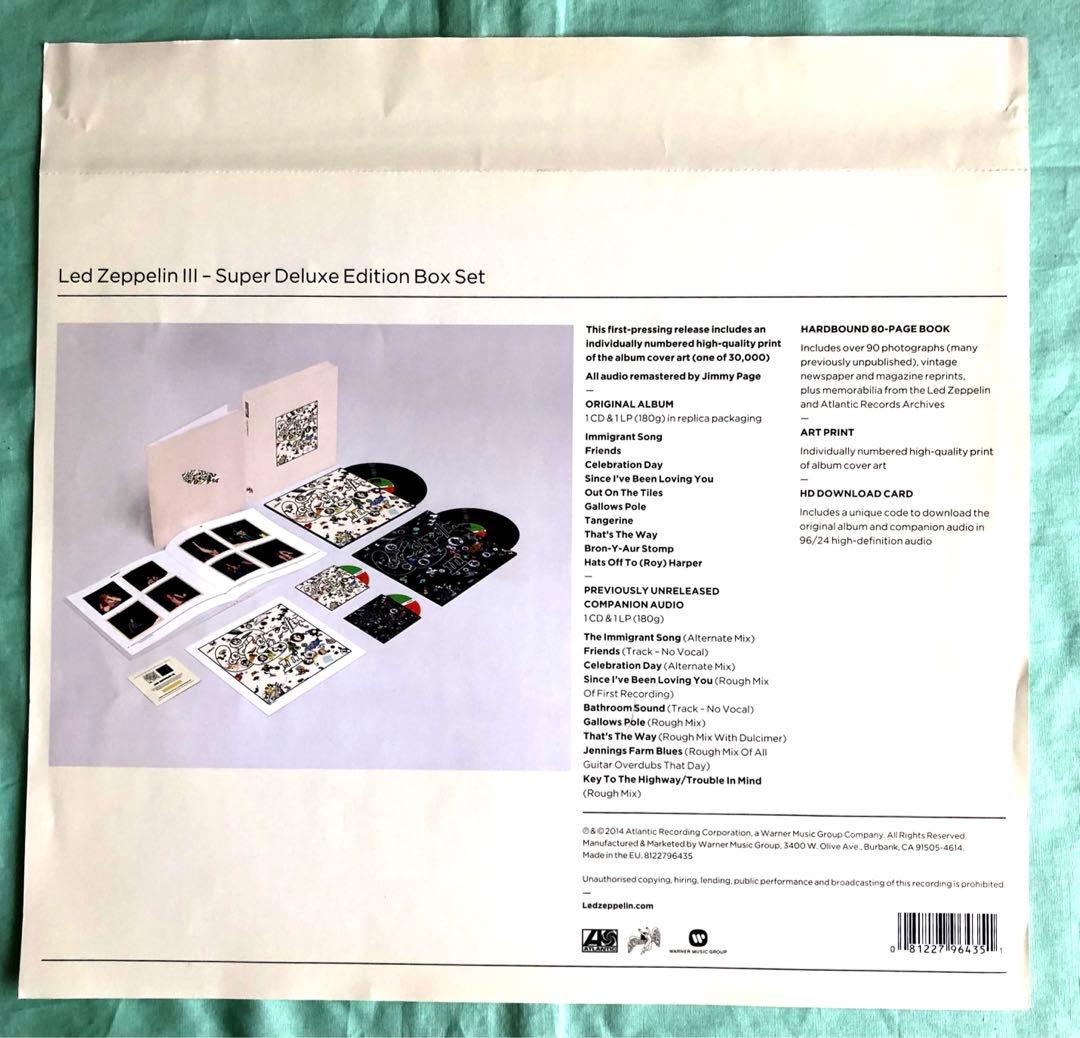 Led Zeppelin III – Super Deluxe Edition Box Set
This first-pressing release includes an
individually numbered high-quality print
of the album cover art (one of 30,000)
All audio remastered by Jimmy Page
—
ORIGINAL ALBUM
1 CD & 1 LP (180g) in replica packaging
Immigrant Song
Friends
Celebration Day
Since I've Been Loving You
Out On The Tiles
Gallows Pole
Tangerine
That's The Way
Bron-Y-Aur Stomp
Hats Off To (Roy) Harper
—
PREVIOUSLY UNRELEASED
COMPANION AUDIO
1 CD & 1 LP (180g)
The Immigrant Song (Alternate Mix)
Friends (Track – No Vocal)
Celebration Day (Alternate Mix)
Since I've Been Loving You (Rough Mix
Of First Recording)
Bathroom Sound (Track – No Vocal)
Gallows Pole (Rough Mix)
That's The Way (Rough Mix With Dulcimer)
Jennings Farm Blues (Rough Mix Of All
Guitar Overdubs That Day)
Key To The Highway/Trouble In Mind
(Rough Mix)
HARDBOUND 80-PAGE BOOK
Includes over 90 photographs (many
previously unpublished), vintage
newspaper and magazine reprints,
plus memorabilia from the Led Zeppelin
and Atlantic Records Archives
—
ART PRINT
Individually numbered high-quality print
of album cover art
—
HD DOWNLOAD CARD
Includes a unique code to download the
original album and companion audio in
96/24 high-definition audio
℗ & © 2014 Atlantic Recording Corporation, a Warner Music Group Company. All Rights Reserved.
Manufactured & Marketed by Warner Music Group, 3400 W. Olive Ave., Burbank, CA 91505-4614.
Made in the EU. 8122796435
Unauthorised copying, hiring, lending, public performance and broadcasting of this recording is prohibited.
—
Ledzeppelin.com
ATLANTIC
WARNER MUSIC GROUP
0 81227 96435 1